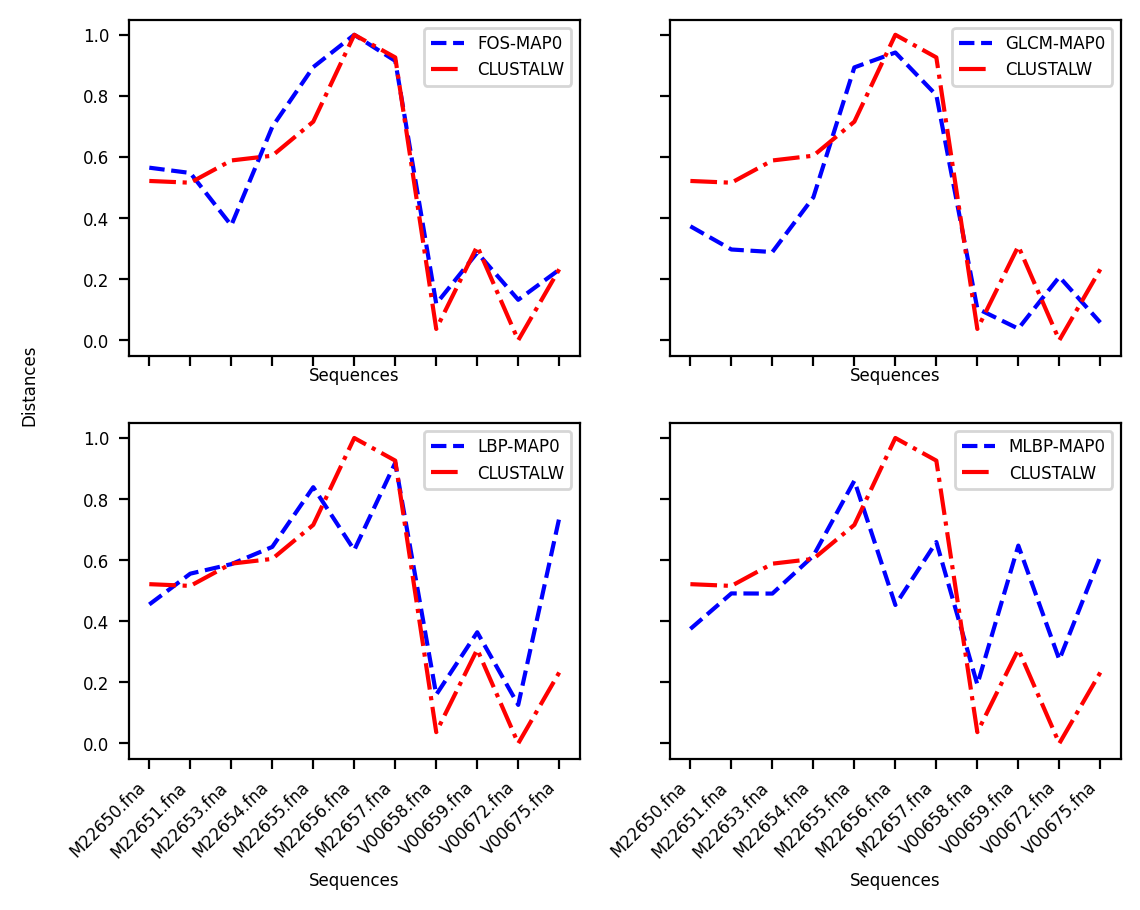 1.0
0.8
0.6
0.4
0.2
0.0
FOS-MAP0
CLUSTALW
Sequences
GLCM-MAP0
CLUSTALW
Sequences
Distances
1.0
0.8
0.6
0.4
0.2
0.0
LBP-MAP0
CLUSTALW
M22650.fna
M22651.fna
M22653.fna
M22654.fna
M22655.fna
M22656.fna
M22657.fna
V00658.fna
V00659.fna
V00672.fna
V00675.fna
Sequences
MLBP-MAP0
CLUSTALW
M22650.fna
M22651.fna
M22653.fna
M22654.fna
M22655.fna
M22656.fna
M22657.fna
V00658.fna
V00659.fna
V00672.fna
V00675.fna
Sequences